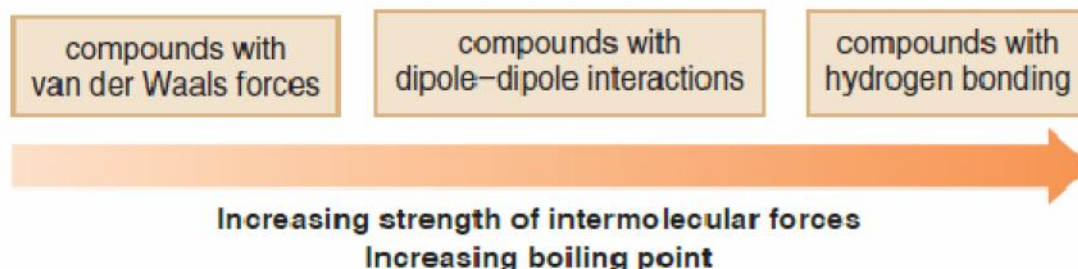 compounds with
van der Waals forces
compounds with
dipole–dipole interactions
compounds with
hydrogen bonding
Increasing strength of intermolecular forces
Increasing boiling point